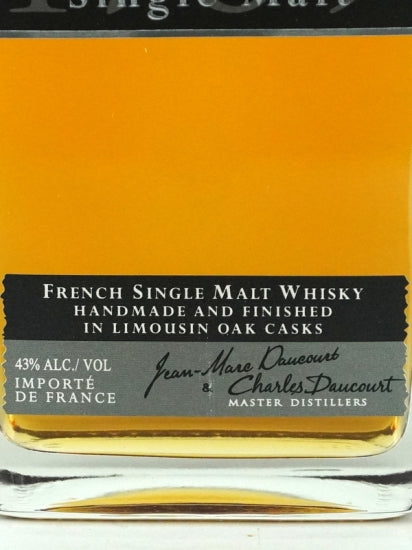 Single Malt
FRENCH SINGLE MALT WHISKY
HANDMADE AND FINISHED
IN LIMOUSIN OAK CASKS
43% ALC./ VOL
IMPORTÉ
DE FRANCE
Jean-Marc Daucourt
& Charles Daucourt
MASTER DISTILLERS